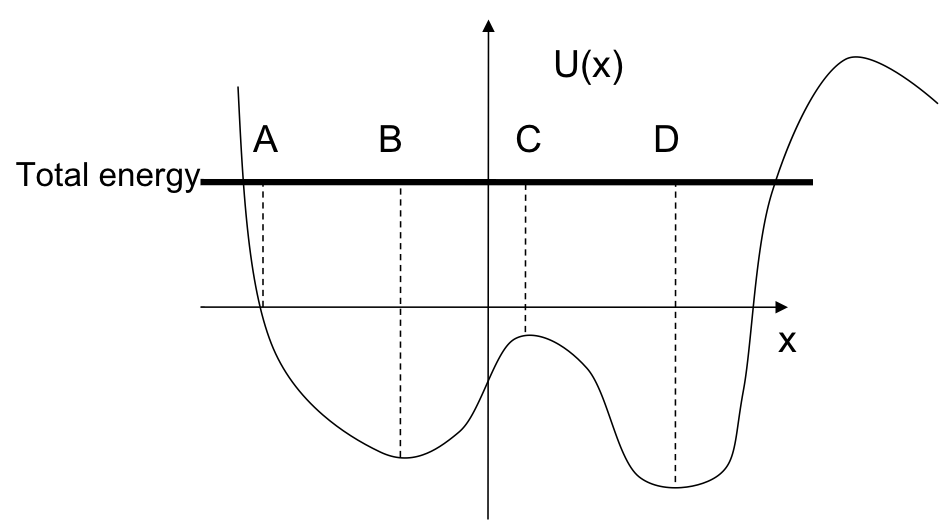 U(x)
A B C D
Total energy
x